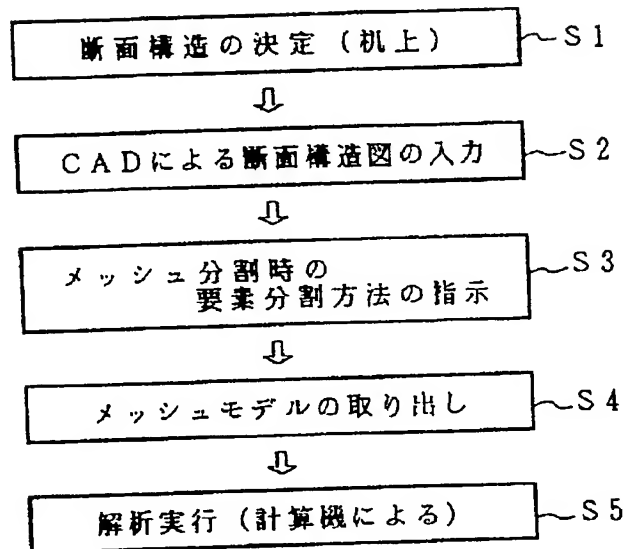 断面構造の決定(机上) S1
CADによる断面構造図の入力 S2
メッシュ分割時の S3
要素分割方法の指示
メッシュモデルの取り出し S4
解析実行(計算機による) S5